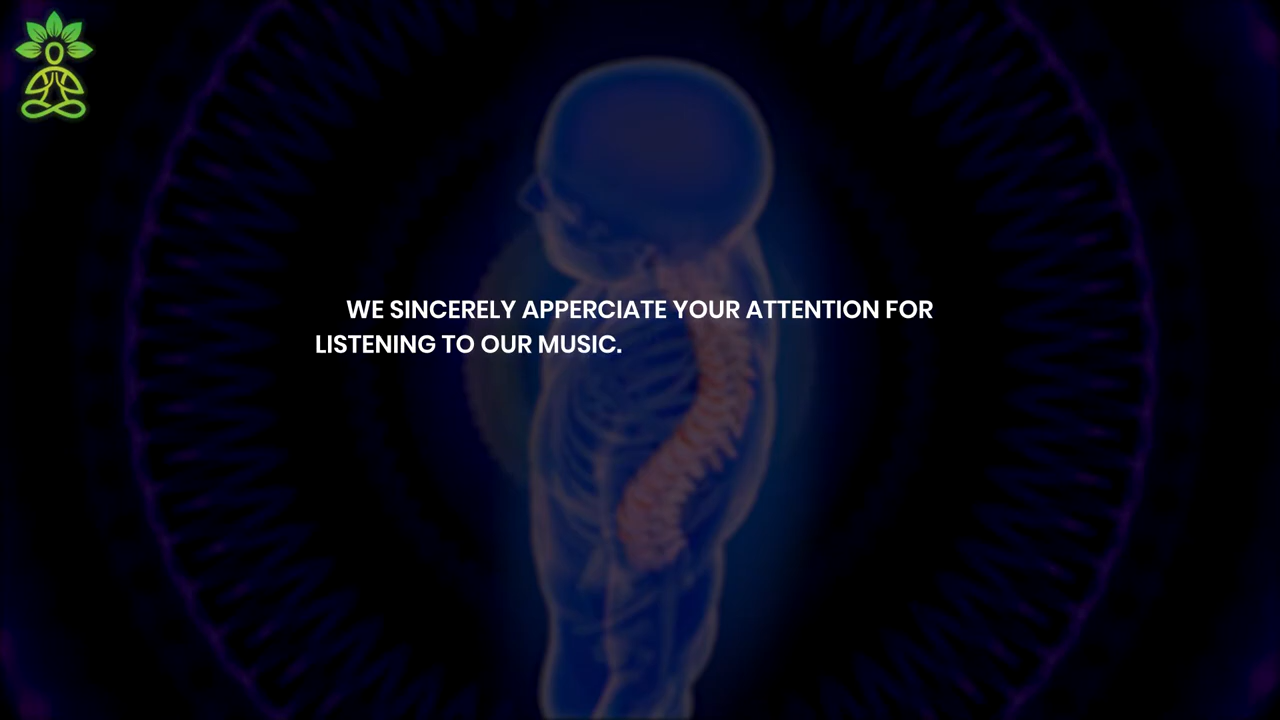 WE SINCERELY APPERCIATE YOUR ATTENTION FOR
LISTENING TO OUR MUSIC.